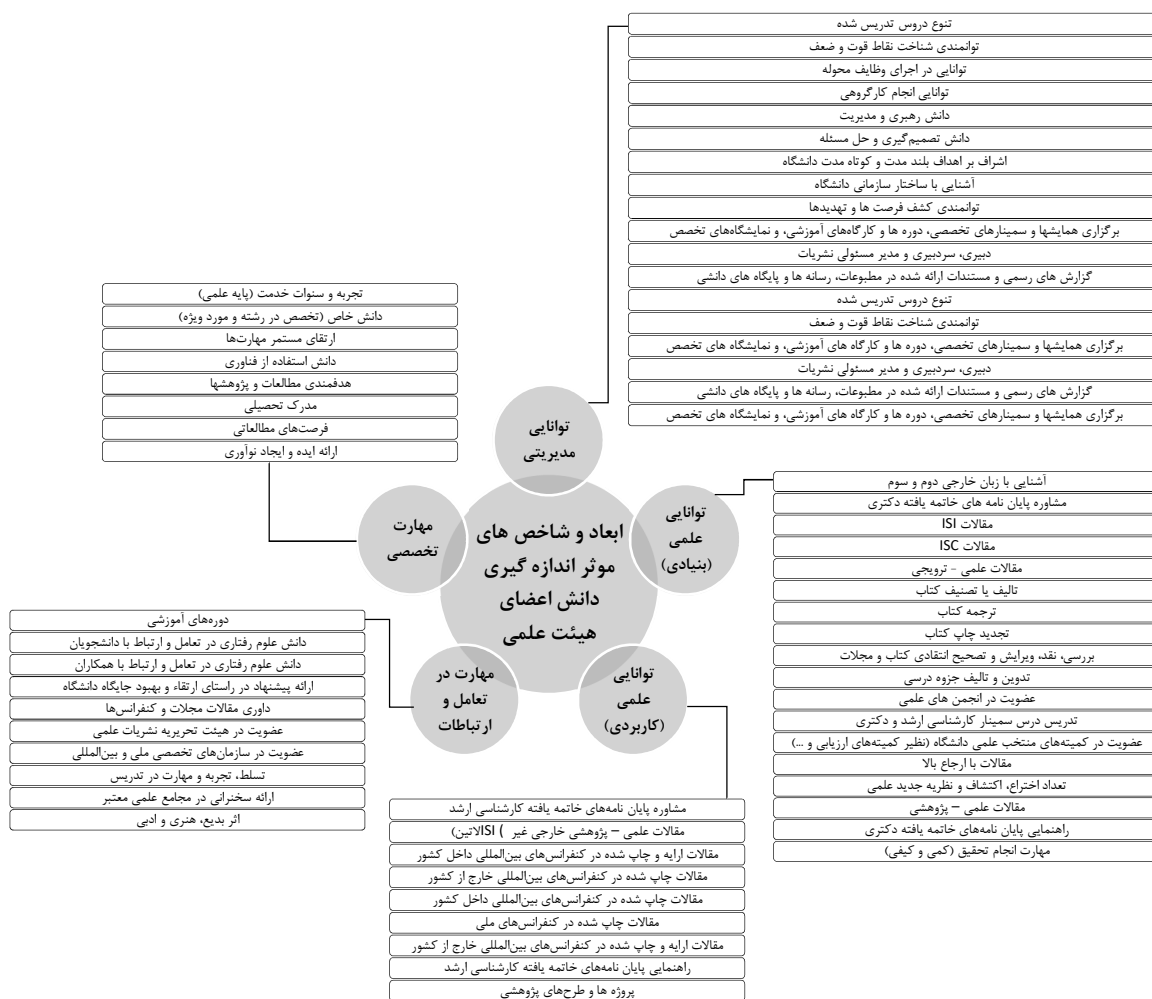 تنوع دروس تدریس شده
توانمندی شناخت نقاط قوت و ضعف
توانایی در اجرای وظایف محوله
توانایی انجام کارگروهی
دانش رهبری و مدیریت
دانش تصمیم‌گیری و حل مسئله
اشراف بر اهداف بلند مدت و کوتاه مدت دانشگاه
آشنایی با ساختار سازمانی دانشگاه
توانمندی کشف فرصت ها و تهدیدها
برگزاری همایشها و سمینارهای تخصصی، دوره ها و کارگاه‌های آموزشی، و نمایشگاه‌های تخصص
دبیری، سردبیری و مدیر مسئولی نشریات
گزارش های رسمی و مستندات ارائه شده در مطبوعات، رسانه ها و پایگاه های دانشی
تنوع دروس تدریس شده
توانمندی شناخت نقاط قوت و ضعف
برگزاری همایشها و سمینارهای تخصصی، دوره ها و کارگاه های آموزشی، و نمایشگاه های تخصص
دبیری، سردبیری و مدیر مسئولی نشریات
گزارش های رسمی و مستندات ارائه شده در مطبوعات، رسانه ها و پایگاه های دانشی
برگزاری همایشها و سمینارهای تخصصی، دوره ها و کارگاه های آموزشی، و نمایشگاه های تخصص
تجربه و سنوات خدمت (پایه علمی)
دانش خاص (تخصص در رشته و مورد ویژه)
ارتقای مستمر مهارت‌ها
دانش استفاده از فناوری
هدفمندی مطالعات و پژوهشها
مدرک تحصیلی
فرصت‌های مطالعاتی
ارائه ایده و ایجاد نوآوری
توانایی
مدیریتی
توانایی
علمی
(بنیادی)
مهارت
تخصصی
ابعاد و شاخص های
موثر اندازه گیری
دانش اعضای
هیئت علمی
توانایی
علمی
(کاربردی)
مهارت در
تعامل و
ارتباطات
آشنایی با زبان خارجی دوم و سوم
مشاوره پایان نامه های خاتمه یافته دکتری
مقالات ISI
مقالات ISC
مقالات علمی - ترویجی
تالیف یا تصنیف کتاب
ترجمه کتاب
تجدید چاپ کتاب
بررسی، نقد، ویرایش و تصحیح انتقادی کتاب و مجلات
تدوین و تالیف جزوه درسی
عضویت در انجمن های علمی
تدریس درس سمینار کارشناسی ارشد و دکتری
عضویت در کمیته‌های منتخب علمی دانشگاه (نظیر کمیته‌های ارزیابی و ...)
مقالات با ارجاع بالا
تعداد اختراع، اکتشاف و نظریه جدید علمی
مقالات علمی – پژوهشی
راهنمایی پایان نامه‌های خاتمه یافته دکتری
مهارت انجام تحقیق (کمی و کیفی)
دوره‌های آموزشی
دانش علوم رفتاری در تعامل و ارتباط با دانشجویان
دانش علوم رفتاری در تعامل و ارتباط با همکاران
ارائه پیشنهاد در راستای ارتقاء و بهبود جایگاه دانشگاه
داوری مقالات مجلات و کنفرانس‌ها
عضویت در هیئت تحریریه نشریات علمی
عضویت در سازمان‌های تخصصی ملی و بین‌المللی
تسلط، تجربه و مهارت در تدریس
ارائه سخنرانی در مجامع علمی معتبر
اثر بدیع، هنری و ادبی
مشاوره پایان نامه‌های خاتمه یافته کارشناسی ارشد
مقالات علمی – پژوهشی خارجی غیر ) ISIلاتین)
مقالات ارایه و چاپ شده در کنفرانس‌های بین‌المللی داخل کشور
مقالات چاپ شده در کنفرانس‌های بین‌المللی خارج از کشور
مقالات چاپ شده در کنفرانس‌های بین‌المللی داخل کشور
مقالات چاپ شده در کنفرانس‌های ملی
مقالات ارایه و چاپ شده در کنفرانس‌های بین‌المللی خارج از کشور
راهنمایی پایان نامه‌های خاتمه یافته کارشناسی ارشد
پروژه ها و طرح‌های پژوهشی